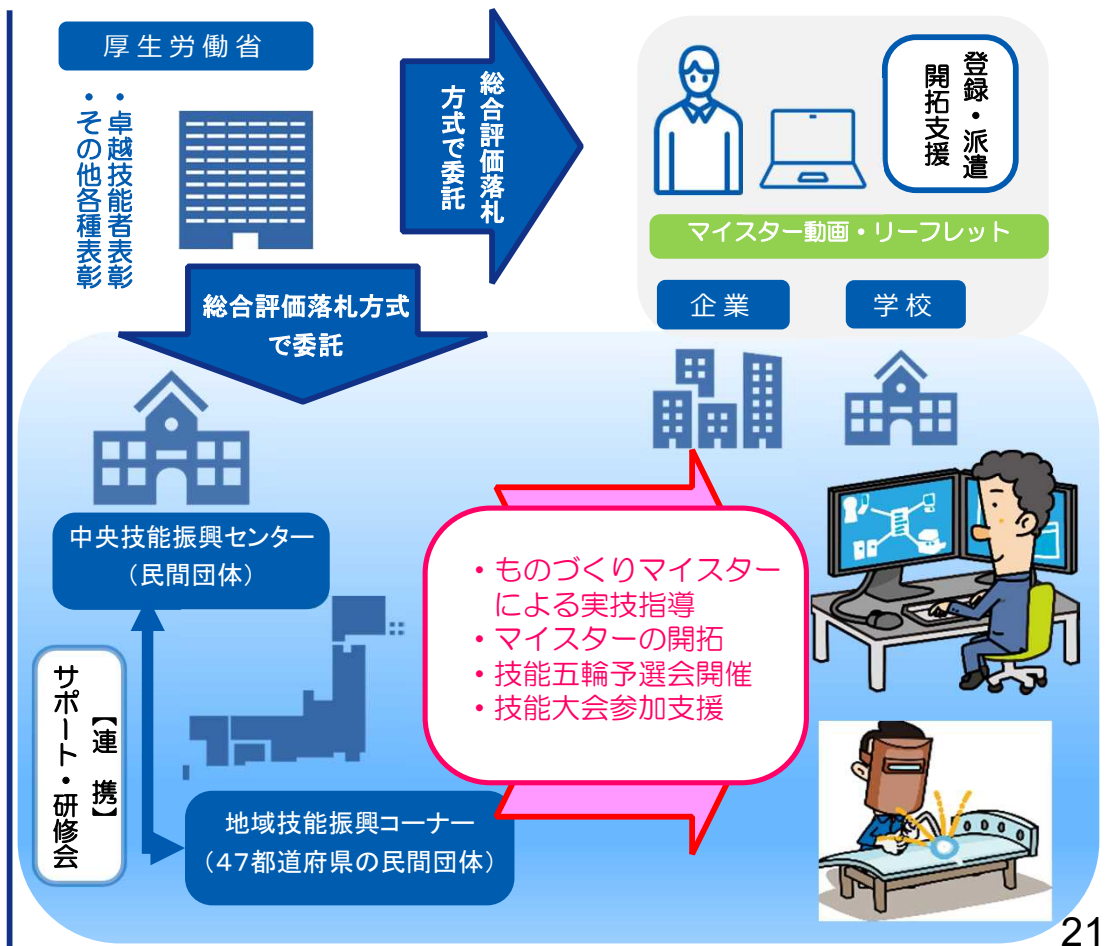 厚生労働省
・卓越技能者表彰
・その他各種表彰
総合評価落札
方式で委託
登録・派遣
開拓支援
マイスター動画・リーフレット
企業
学校
総合評価落札方式
で委託
中央技能振興センター
（民間団体）
【連　携】
サポート・研修会
地域技能振興コーナー
（４７都道府県の民間団体）
・ものづくりマイスター
による実技指導
・マイスターの開拓
・技能五輪予選会開催
・技能大会参加支援
21